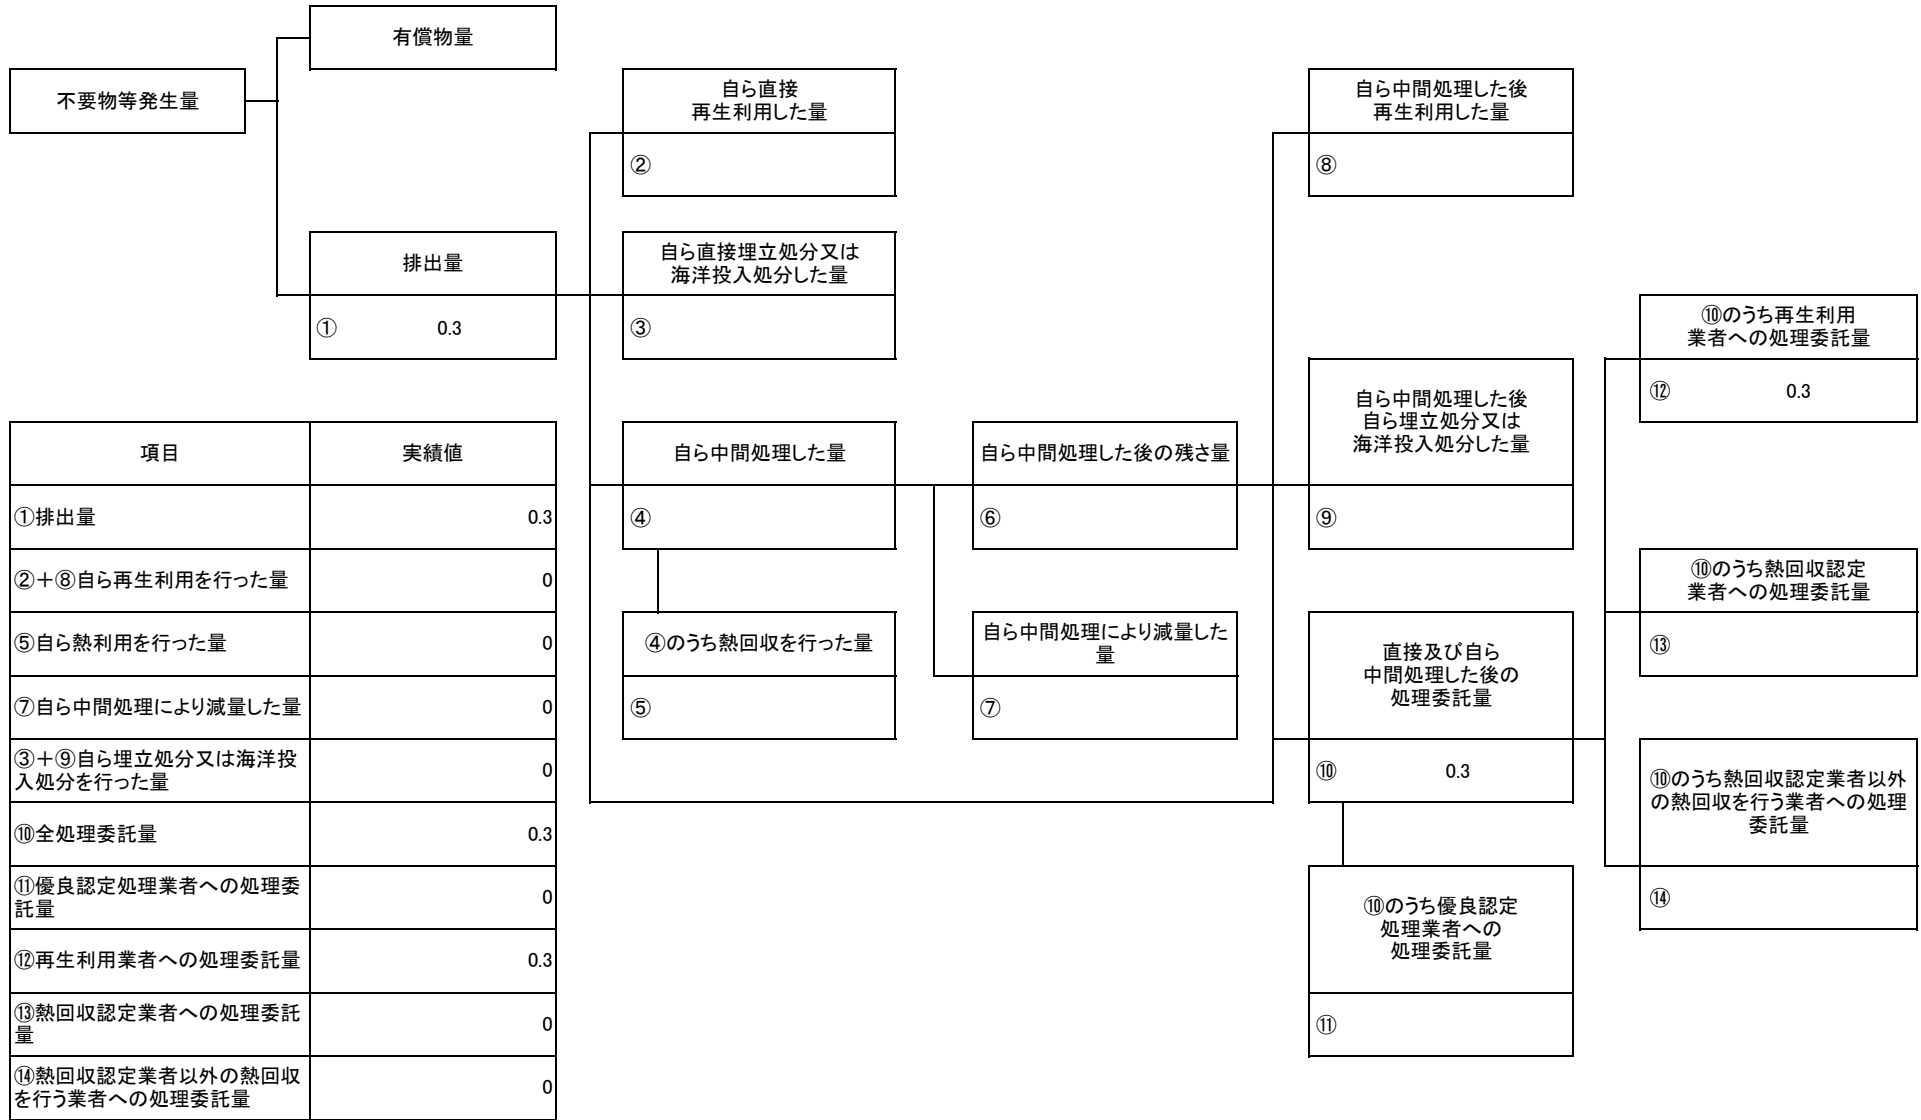 有償物量
不要物等発生量
自ら直接
再生利用した量
②
自ら中間処理した後
再生利用した量
⑧
排出量
① 0.3
自ら直接埋立処分又は
海洋投入処分した量
③
⑩のうち再生利用
業者への処理委託量
⑫ 0.3
自ら中間処理した後
自ら埋立処分又は
海洋投入処分した量
⑨
自ら中間処理した量
④
自ら中間処理した後の残さ量
⑥
④のうち熱回収を行った量
⑤
自ら中間処理により減量した
量
⑦
直接及び自ら
中間処理した後の
処理委託量
⑩ 0.3
⑩のうち熱回収認定
業者への処理委託量
⑬
⑩のうち熱回収認定業者以外
の熱回収を行う業者への処理
委託量
⑭
⑩のうち優良認定
処理業者への
処理委託量
⑪
項目 実績値
①排出量 0.3
②+⑧自ら再生利用を行った量 0
⑤自ら熱利用を行った量 0
⑦自ら中間処理により減量した量 0
③+⑨自ら埋立処分又は海洋投
入処分を行った量 0
⑩全処理委託量 0.3
⑪優良認定処理業者への処理委
託量 0
⑫再生利用業者への処理委託量 0.3
⑬熱回収認定業者への処理委託
量 0
⑭熱回収認定業者以外の熱回収
を行う業者への処理委託量 0